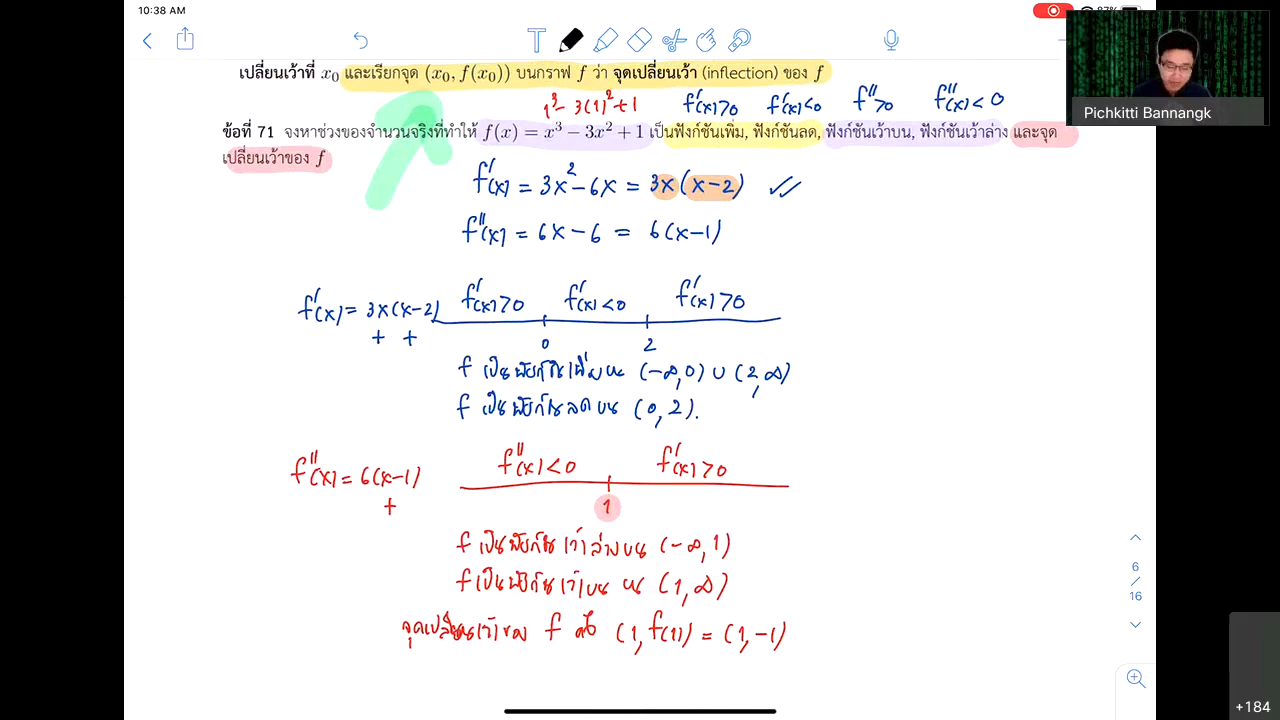 10:38 AM
87%
เปลี่ยนเว้าที่ x₀ และเรียกจุด (x₀, f(x₀)) บนกราฟ f ว่า จุดเปลี่ยนเว้า (inflection) ของ f
1³ - 3(1)² + 1 f'(x) > 0 f'(x) < 0 f'' > 0 f''(x) < 0
ข้อที่ 71 จงหาช่วงของจำนวนจริงที่ทำให้ f(x) = x³ − 3x² + 1 เป็นฟังก์ชันเพิ่ม, ฟังก์ชันลด, ฟังก์ชันเว้าบน, ฟังก์ชันเว้าล่าง และจุด
เปลี่ยนเว้าของ f
f'(x) = 3x² − 6x = 3x(x−2)
f''(x) = 6x − 6 = 6(x−1)
f'(x) = 3x(x−2) f'(x) > 0 f'(x) < 0 f'(x) > 0
+ + 0 2
f เป็นฟังก์ชันเพิ่มบน (−∞, 0) ∪ (2, ∞)
f เป็นฟังก์ชันลดบน (0, 2).
f''(x) = 6(x−1) f''(x) < 0 f'(x) > 0
+ 1
f เป็นฟังก์ชันเว้าล่างบน (−∞, 1)
f เป็นฟังก์ชันเว้าบน บน (1, ∞)
จุดเปลี่ยนเว้าของ f คือ (1, f(1)) = (1, −1)
Pichkitti Bannangk
6
/
16
+184